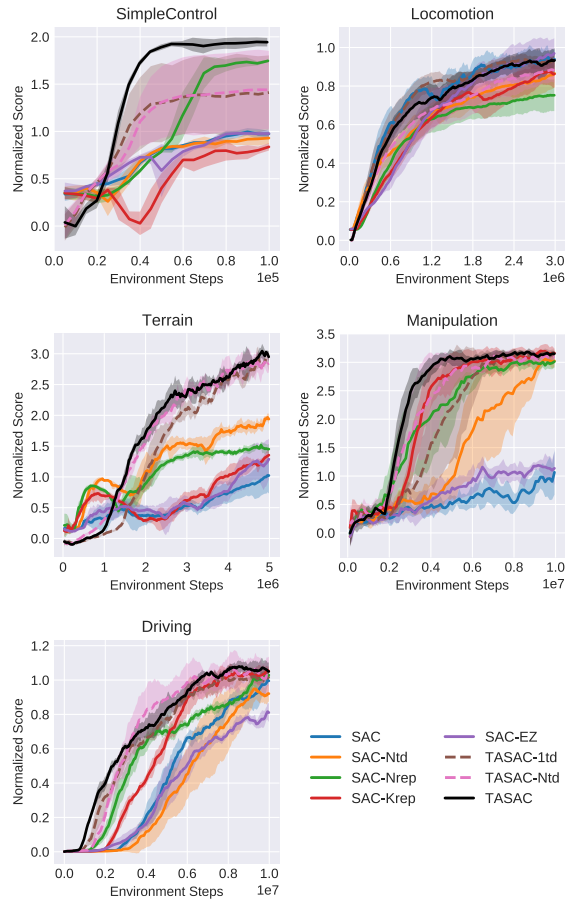 SimpleControl
Normalized Score
2.0
1.5
1.0
0.5
0.0
0.0 0.2 0.4 0.6 0.8 1.0
Environment Steps
1e5
Locomotion
Normalized Score
1.0
0.8
0.6
0.4
0.2
0.0
0.0 0.6 1.2 1.8 2.4 3.0
Environment Steps
1e6
Terrain
Normalized Score
3.0
2.5
2.0
1.5
1.0
0.5
0.0
0 1 2 3 4 5
Environment Steps
1e6
Manipulation
Normalized Score
3.5
3.0
2.5
2.0
1.5
1.0
0.5
0.0
0.0 0.2 0.4 0.6 0.8 1.0
Environment Steps
1e7
Driving
Normalized Score
1.2
1.0
0.8
0.6
0.4
0.2
0.0
0.0 0.2 0.4 0.6 0.8 1.0
Environment Steps
1e7
SAC
SAC-Ntd
SAC-Nrep
SAC-Krep
SAC-EZ
TASAC-1td
TASAC-Ntd
TASAC